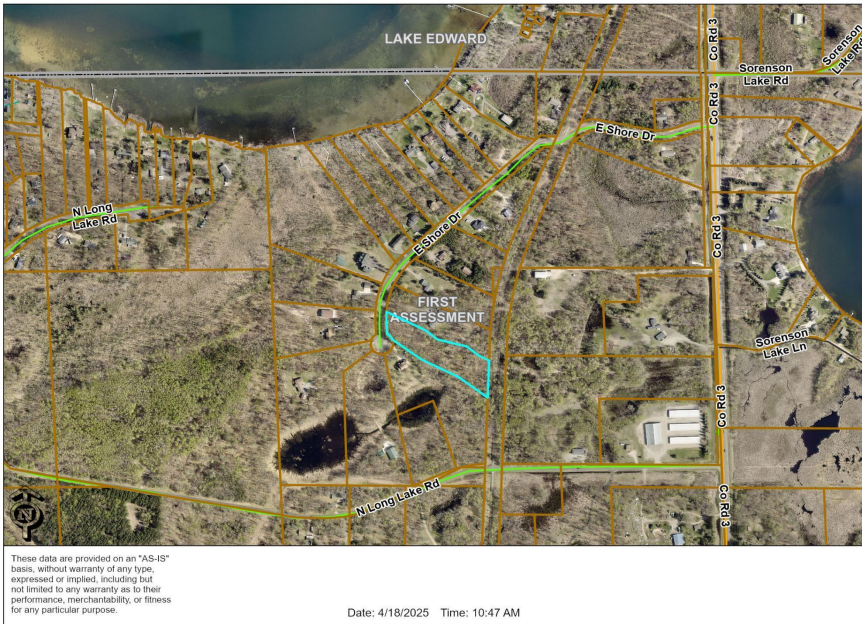 LAKE EDWARD
Co Rd 3
Sorenson
Lake Rd
Sorenson
Lake Rd
Co Rd 3
E Shore Dr
N Long
Lake Rd
E Shore Dr
Co Rd 3
FIRST
ASSESSMENT
Sorenson
Lake Ln
Co Rd 3
N Long Lake Rd
Co Rd 3
N
These data are provided on an "AS-IS"
basis, without warranty of any type,
expressed or implied, including but
not limited to any warranty as to their
performance, merchantability, or fitness
for any particular purpose.
Date: 4/18/2025 Time: 10:47 AM